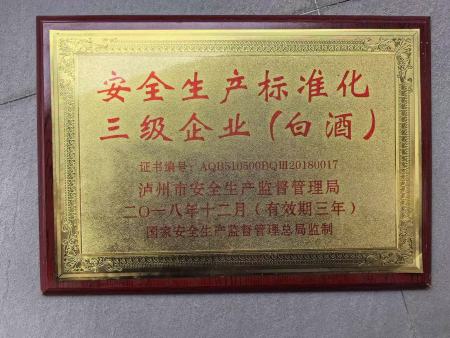 安全生产标准化
三级企业（白酒）
证书编号：AQB510500BQⅢ20180017
泸州市安全生产监督管理局
二〇一八年十二月（有效期三年）
国家安全生产监督管理总局监制